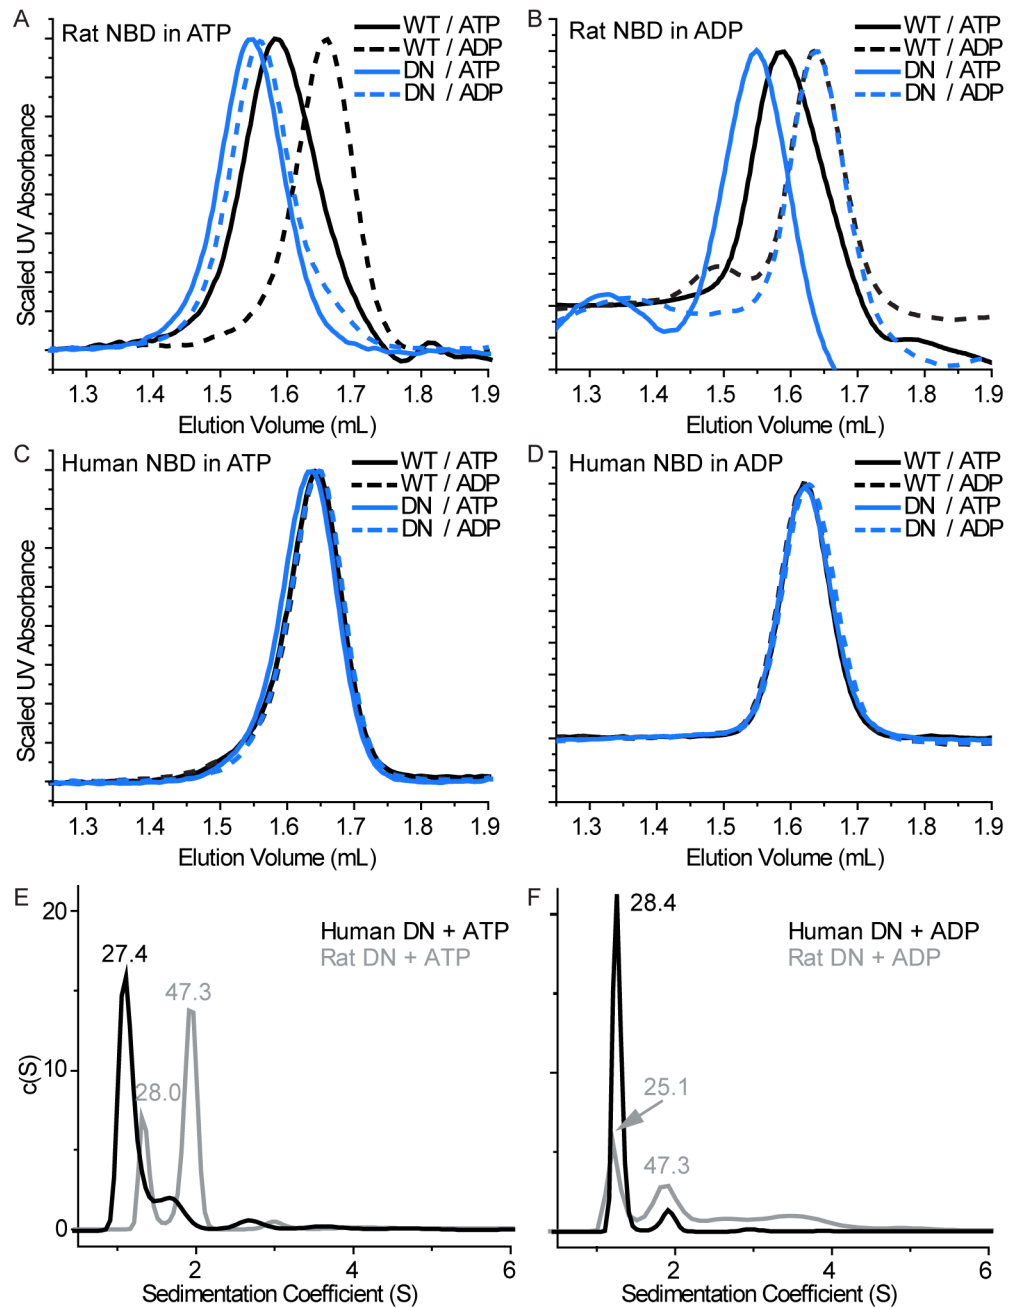 A
Rat NBD in ATP
WT / ATP
WT / ADP
DN / ATP
DN / ADP
Scaled UV Absorbance
1.3 1.4 1.5 1.6 1.7 1.8 1.9
Elution Volume (mL)
B
Rat NBD in ADP
WT / ATP
WT / ADP
DN / ATP
DN / ADP
1.3 1.4 1.5 1.6 1.7 1.8 1.9
Elution Volume (mL)
C
Human NBD in ATP
WT / ATP
WT / ADP
DN / ATP
DN / ADP
Scaled UV Absorbance
1.3 1.4 1.5 1.6 1.7 1.8 1.9
Elution Volume (mL)
D
Human NBD in ADP
WT / ATP
WT / ADP
DN / ATP
DN / ADP
1.3 1.4 1.5 1.6 1.7 1.8 1.9
Elution Volume (mL)
E
20
10
0
c(S)
Human DN + ATP
Rat DN + ATP
27.4
47.3
28.0
2 4 6
Sedimentation Coefficient (S)
F
28.4
Human DN + ADP
Rat DN + ADP
25.1
47.3
2 4 6
Sedimentation Coefficient (S)